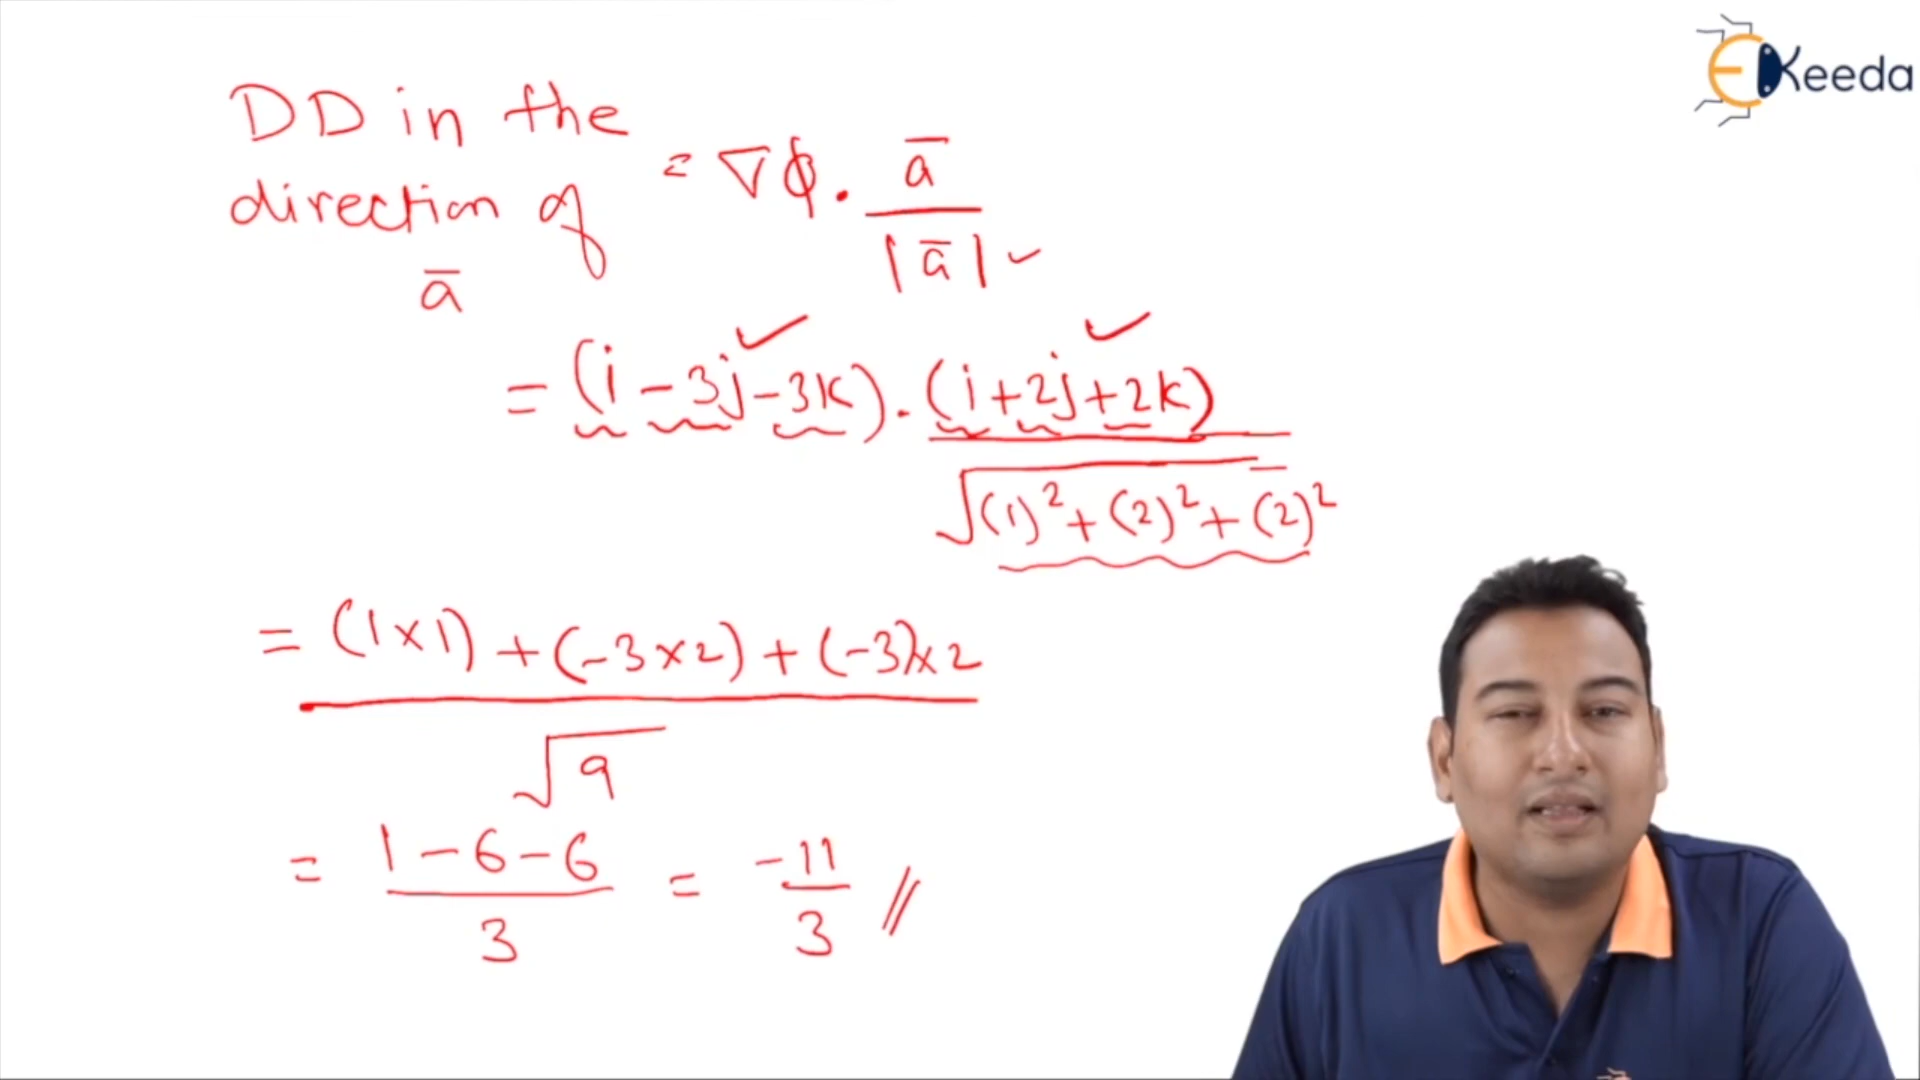 EKeeda
DD in the
direction of
ā
= ∇ϕ . ā / |ā| ✓
= (i - 3j - 3k) . (i + 2j + 2k) / √(1)² + (2)² + (2)²
= (1×1) + (-3×2) + (-3)×2 / √9
= 1-6-6 / 3 = -11 / 3 //